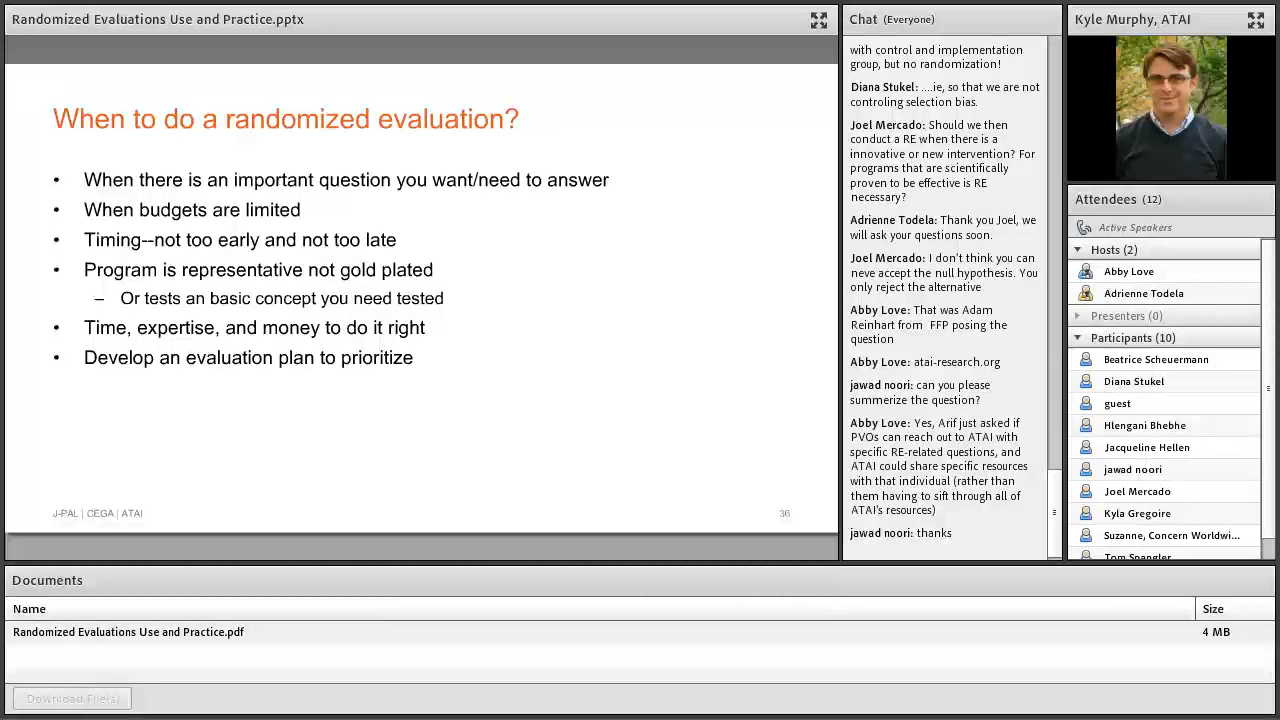 Randomized Evaluations Use and Practice.pptx
When to do a randomized evaluation?
• When there is an important question you want/need to answer
• When budgets are limited
• Timing--not too early and not too late
• Program is representative not gold plated
– Or tests an basic concept you need tested
• Time, expertise, and money to do it right
• Develop an evaluation plan to prioritize
J-PAL | CEGA | ATAI
36
Chat (Everyone)
with control and implementation
group, but no randomization!
Diana Stukel: ....ie, so that we are not
controling selection bias.
Joel Mercado: Should we then
conduct a RE when there is a
innovative or new intervention? For
programs that are scientifically
proven to be effective is RE
necessary?
Adrienne Todela: Thank you Joel, we
will ask your questions soon.
Joel Mercado: I don't think you can
neve accept the null hypothesis. You
only reject the alternative
Abby Love: That was Adam
Reinhart from FFP posing the
question
Abby Love: atai-research.org
jawad noori: can you please
summerize the question?
Abby Love: Yes, Arif just asked if
PVOs can reach out to ATAI with
specific RE-related questions, and
ATAI could share specific resources
with that individual (rather than
them having to sift through all of
ATAI's resources)
jawad noori: thanks
Kyle Murphy, ATAI
Attendees (12)
Active Speakers
Hosts (2)
Abby Love
Adrienne Todela
Presenters (0)
Participants (10)
Beatrice Scheuermann
Diana Stukel
guest
Hlengani Bhebhe
Jacqueline Hellen
jawad noori
Joel Mercado
Kyla Gregoire
Suzanne, Concern Worldwi...
Tom Spangler
Documents
Name Size
Randomized Evaluations Use and Practice.pdf 4 MB
Download File(s)